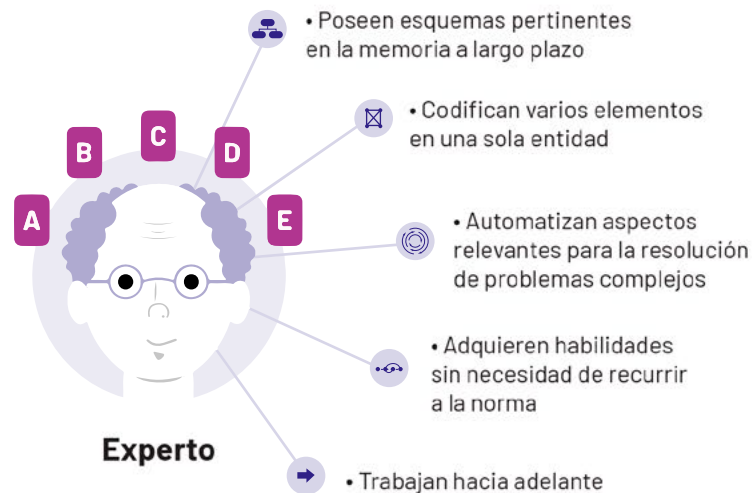 • Poseen esquemas pertinentes
en la memoria a largo plazo
• Codifican varios elementos
en una sola entidad
A
B
C
D
E
• Automatizan aspectos
relevantes para la resolución
de problemas complejos
• Adquieren habilidades
sin necesidad de recurrir
a la norma
Experto
• Trabajan hacia adelante